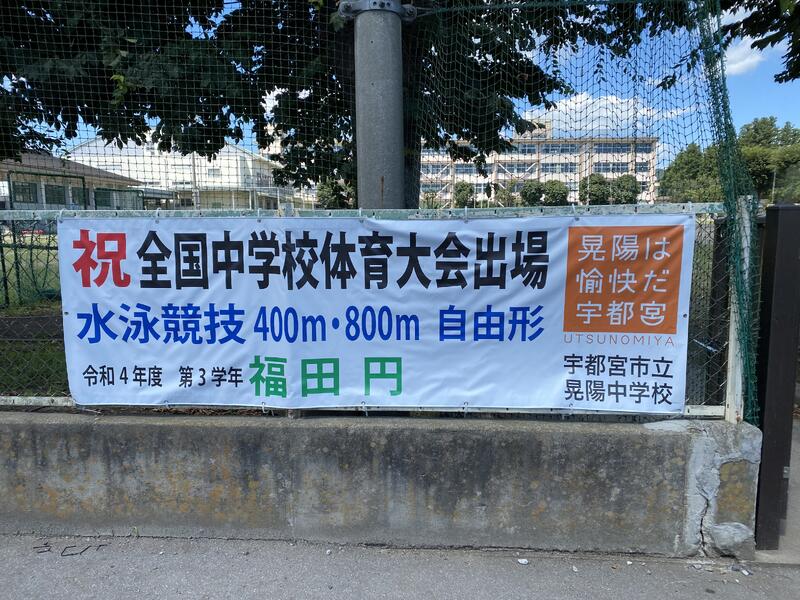 祝 全国中学校体育大会出場
水泳競技 400m・800m 自由形
令和4年度 第3学年 福田 円
晃陽は
愉快だ
宇都宮
UTSUNOMIYA
宇都宮市立
晃陽中学校